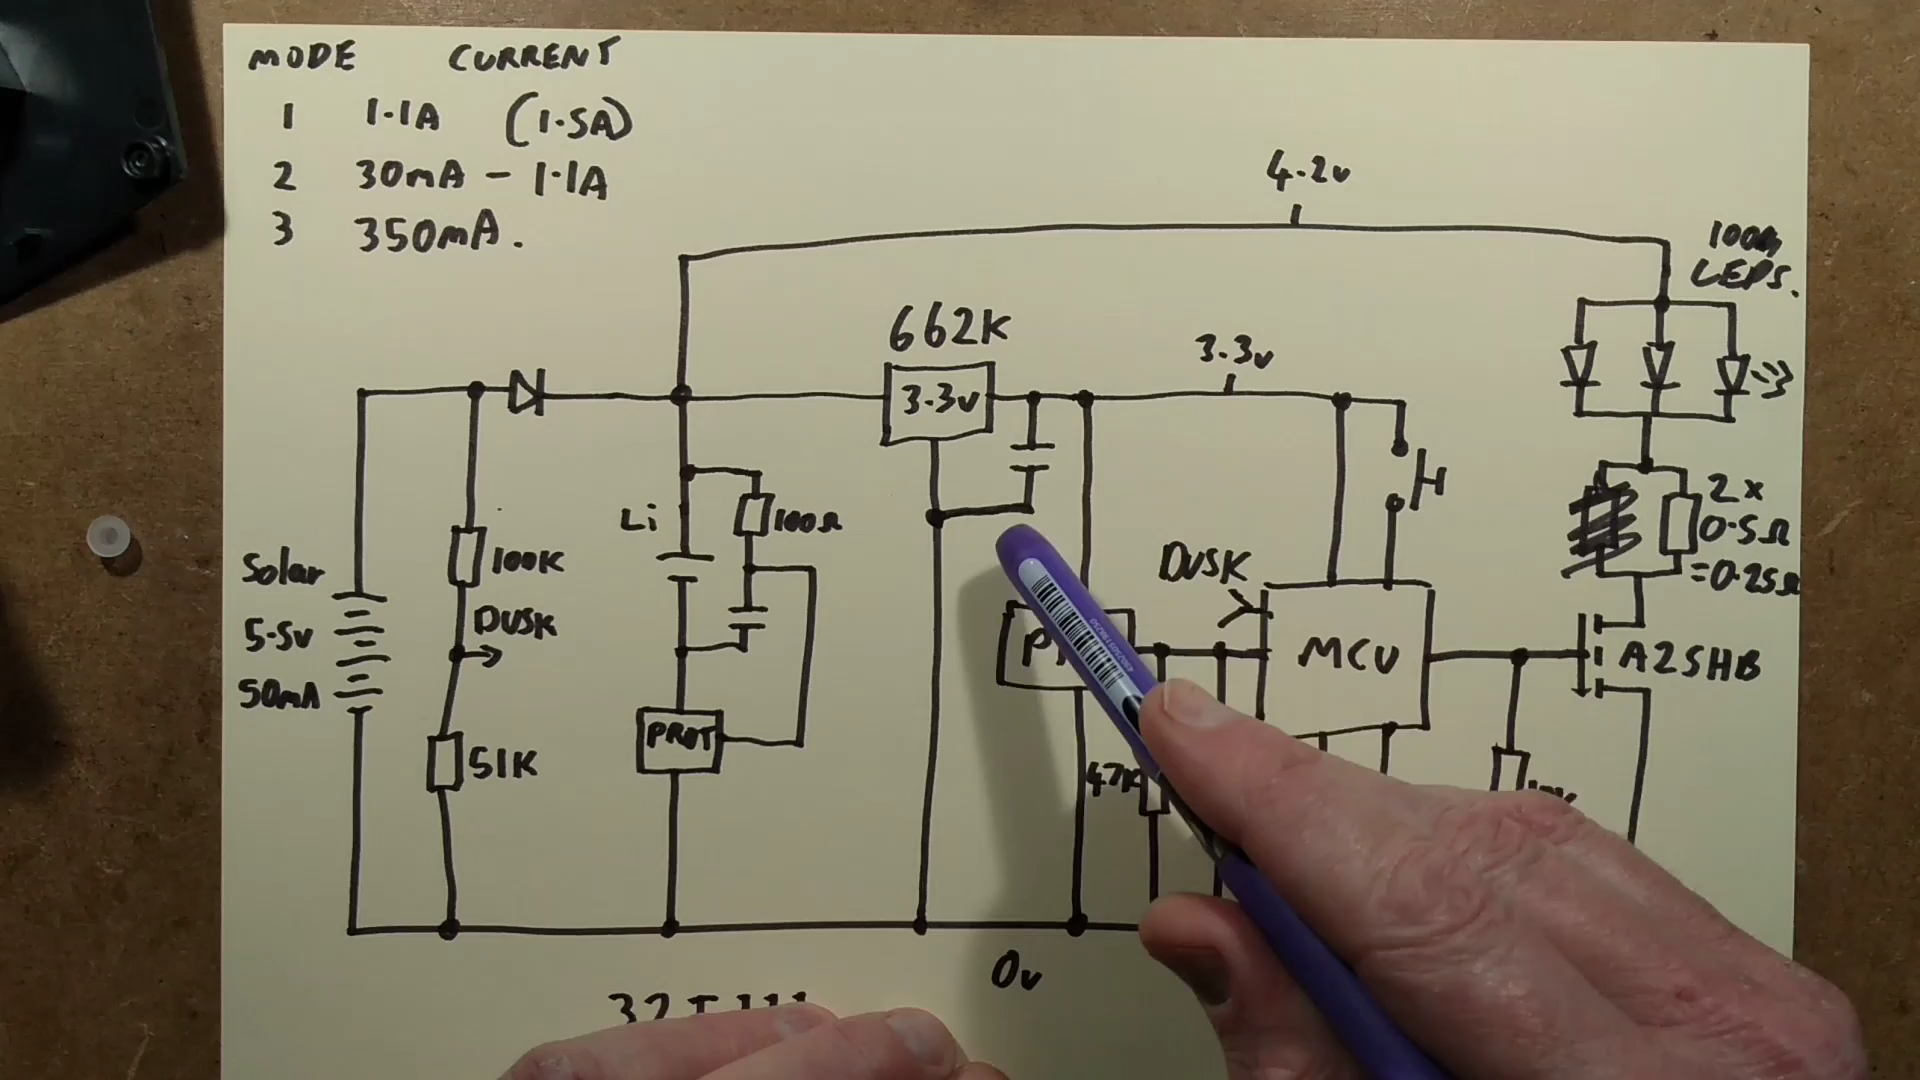 MODE CURRENT
1 1.1A (1.5A)
2 30mA - 1.1A
3 350mA.
4.2v
LEDS.
662K
3.3v
3.3v
Li
100Ω
2x
0.5Ω
=0.25Ω
Solar
5.5v
50mA
100K
DUSK
DUSK
MCU
A2SHB
PROT
51K
47K
10K
0v